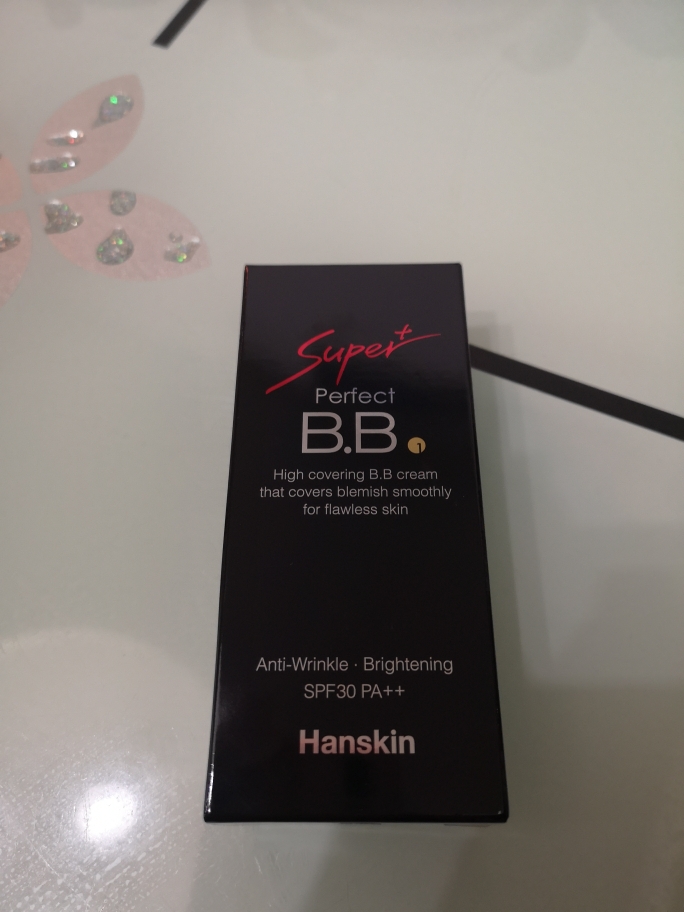 Super+
Perfect
B.B 1
High covering B.B cream
that covers blemish smoothly
for flawless skin
Anti-Wrinkle · Brightening
SPF30 PA++
Hanskin